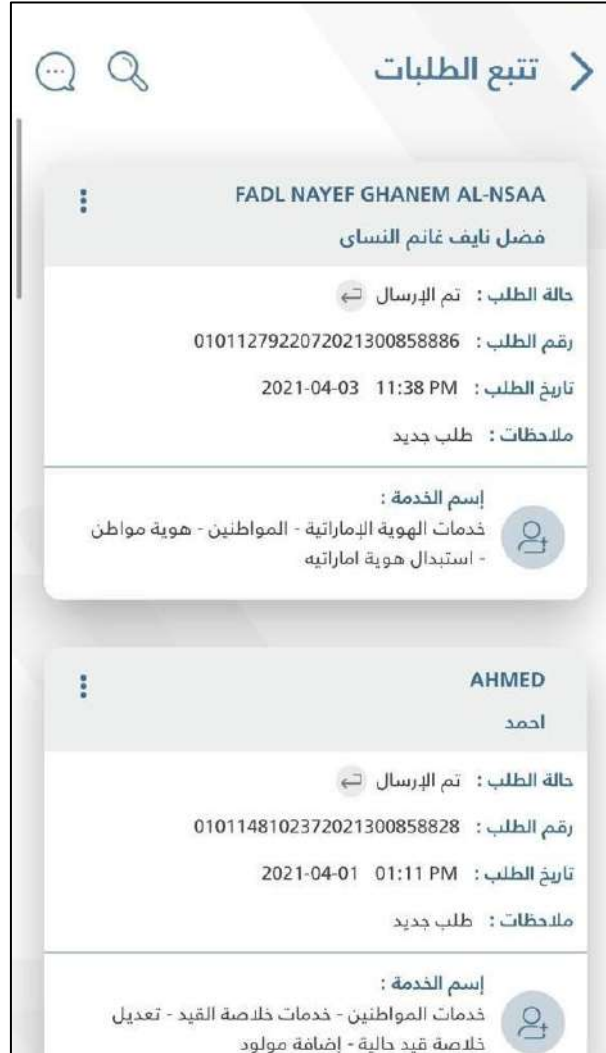 تتبع الطلبات
FADL NAYEF GHANEM AL-NSAA
فضل نايف غانم النساى
حالة الطلب : تم الإرسال
رقم الطلب : 0101127922072021300858886
تاريخ الطلب : 2021-04-03 11:38 PM
ملاحظات : طلب جديد
إسم الخدمة :
خدمات الهوية الإماراتية - المواطنين - هوية مواطن
- استبدال هوية اماراتيه
AHMED
احمد
حالة الطلب : تم الإرسال
رقم الطلب : 0101148102372021300858828
تاريخ الطلب : 2021-04-01 01:11 PM
ملاحظات : طلب جديد
إسم الخدمة :
خدمات المواطنين - خدمات خلاصة القيد - تعديل
خلاصة قيد حالية - إضافة مولود